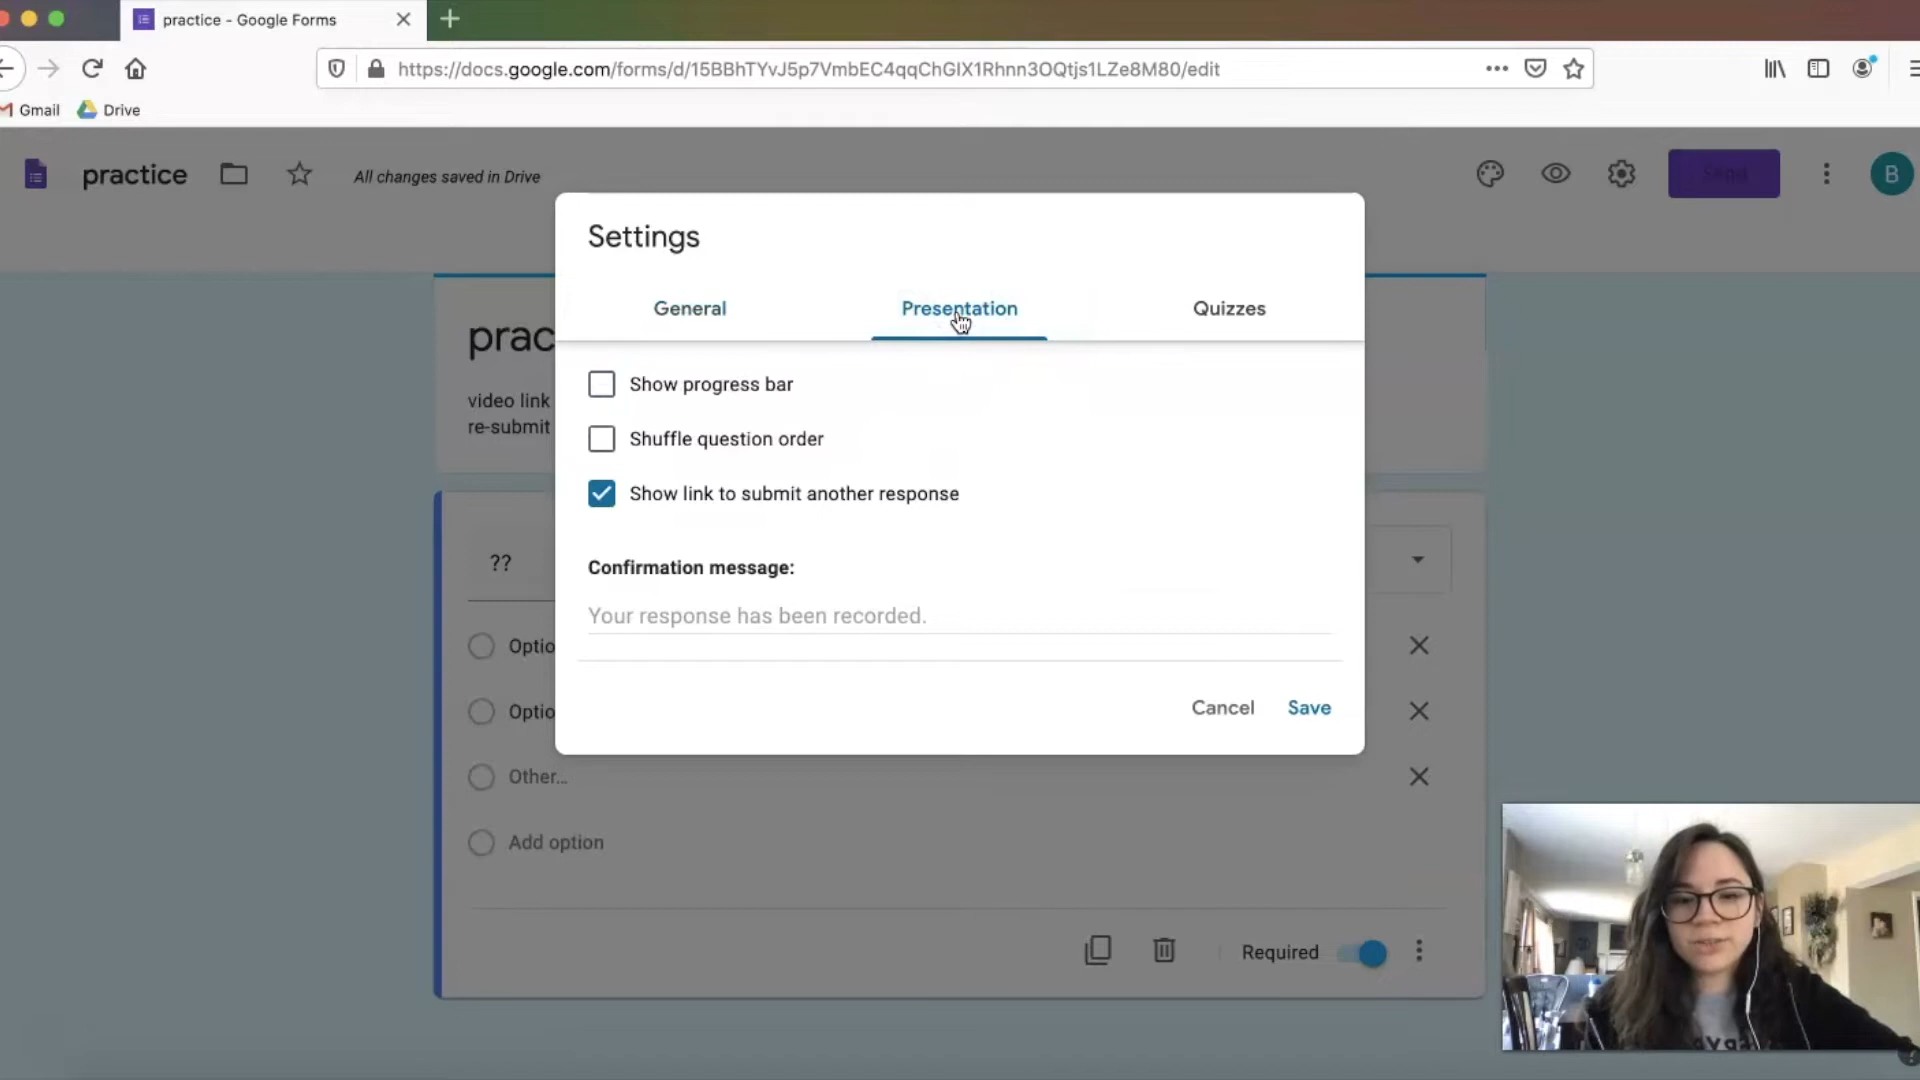 practice - Google Forms
https://docs.google.com/forms/d/15BBhTYvJ5p7VmbEC4qqChGIX1Rhnn3OQtjs1LZe8M80/edit
Gmail Drive
practice All changes saved in Drive Send B
Settings
General Presentation Quizzes
prac
Show progress bar
video link
re-submit
Shuffle question order
Show link to submit another response
??
Confirmation message:
Your response has been recorded.
Optio
Optio
Cancel Save
Other...
Add option
Required